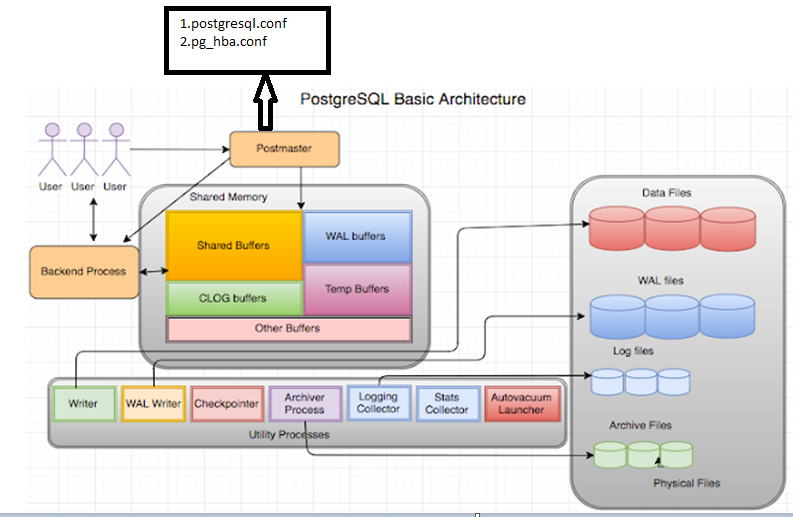 1.postgresql.conf
2.pg_hba.conf
PostgreSQL Basic Architecture
Postmaster
User User User
Shared Memory
Data Files
Shared Buffers
WAL buffers
Backend Process
WAL files
Temp Buffers
CLOG buffers
Other Buffers
Log files
Writer
WAL Writer
Checkpointer
Archiver
Process
Logging
Collector
Stats
Collector
Autovacuum
Launcher
Archive Files
Utility Processes
Physical Files